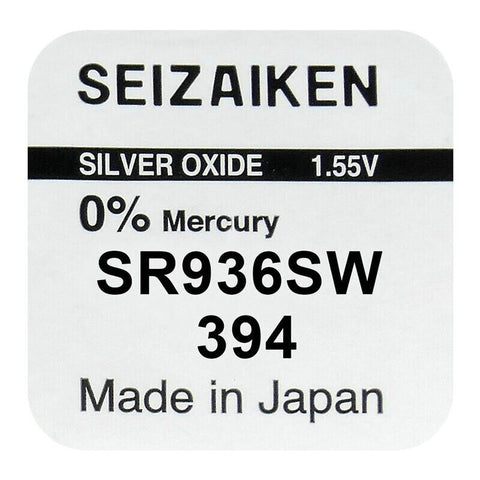 SEIZAIKEN
SILVER OXIDE 1.55V
0% Mercury
SR936SW
394
Made in Japan